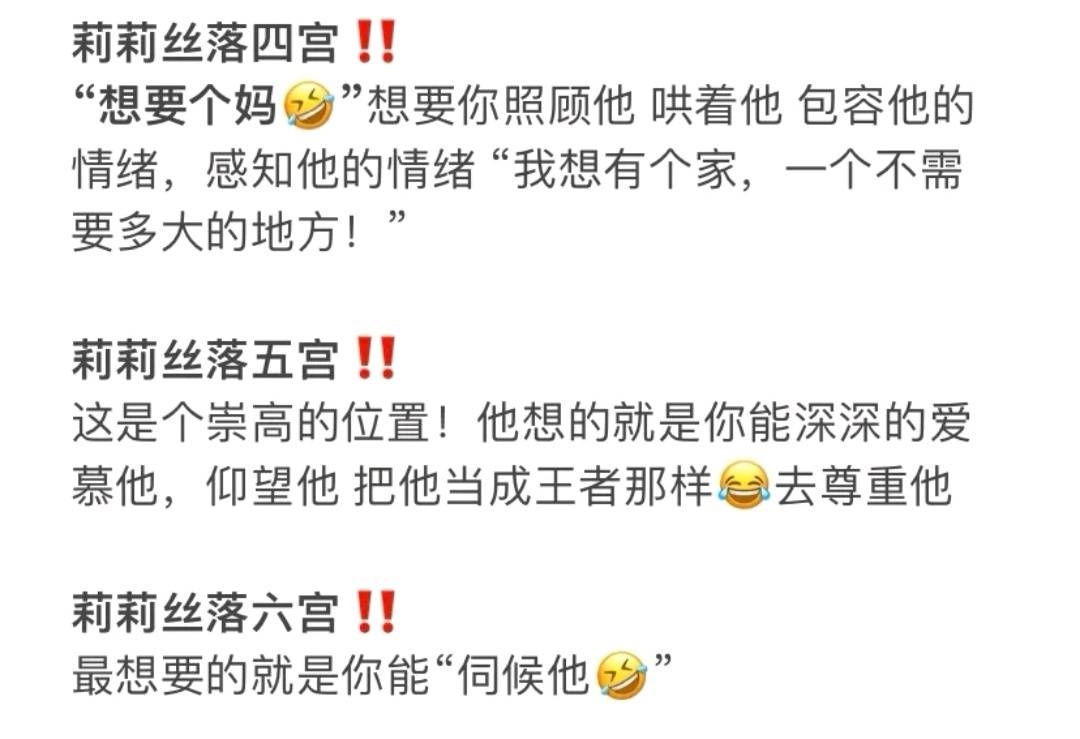 莉莉丝落四宫‼️
“想要个妈🤣”想要你照顾他 哄着他 包容他的
情绪，感知他的情绪 “我想有个家，一个不需
要多大的地方！”
莉莉丝落五宫‼️
这是个崇高的位置！他想的就是你能深深的爱
慕他，仰望他 把他当成王者那样😂去尊重他
莉莉丝落六宫‼️
最想要的就是你能“伺候他🤣”